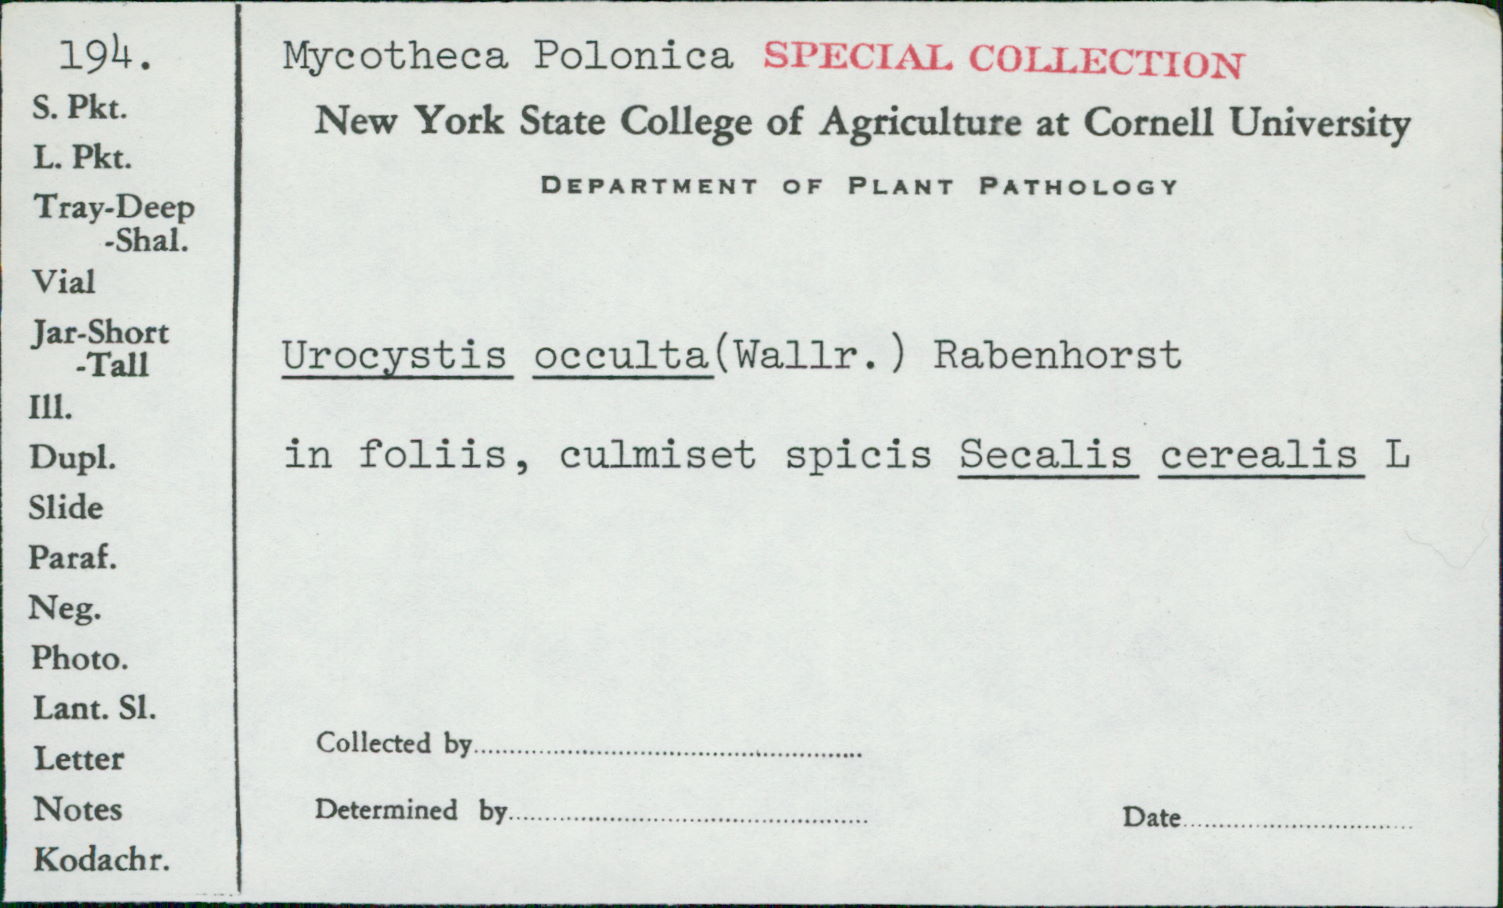 194.
S. Pkt.
L. Pkt.
Tray-Deep
-Shal.
Vial
Jar-Short
-Tall
Ill.
Dupl.
Slide
Paraf.
Neg.
Photo.
Lant. Sl.
Letter
Notes
Kodachr.
Mycotheca Polonica SPECIAL COLLECTION
New York State College of Agriculture at Cornell University
DEPARTMENT OF PLANT PATHOLOGY
Urocystis occulta(Wallr.) Rabenhorst
in foliis, culmiset spicis Secalis cerealis L
Collected by
Determined by
Date